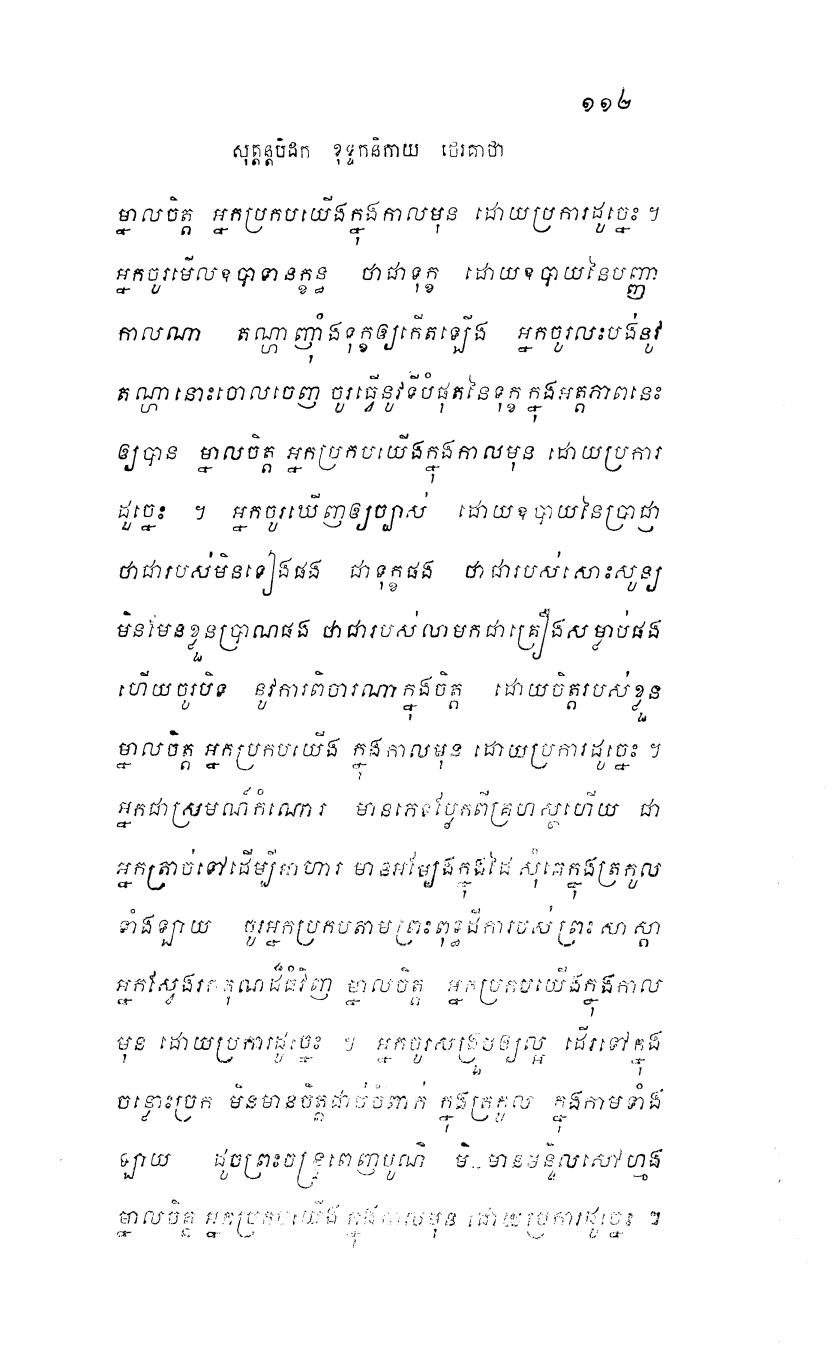 ១១២
សុត្តន្តបិដក ខុទ្ទកនិកាយ ថេរគាថា
ម្នាលចិត្ត អ្នកប្រកបយើងក្នុងកាលមុន ដោយប្រការដូច្នេះ ។
អ្នកចូរមើលឧបាទានក្ខន្ធ ថាជាទុក្ខ ដោយឧបាយនៃបញ្ញា
កាលណា តណ្ហាញ៉ាំងទុក្ខឲ្យកើតឡើង អ្នកចូរលះបង់នូវ
តណ្ហានោះចោលចេញ ចូរធ្វើនូវទីបំផុតនៃទុក្ខ ក្នុងអត្តភាពនេះ
ឲ្យបាន ម្នាលចិត្ត អ្នកប្រកបយើងក្នុងកាលមុន ដោយប្រការ
ដូច្នេះ ។ អ្នកចូរឃើញឲ្យច្បាស់ ដោយឧបាយនៃប្រាជ្ញា
ថាជារបស់មិនទៀងផង ជាទុក្ខផង ថាជារបស់សោះសូន្យ
មិនមែនខ្លួនប្រាណផង ថាជារបស់លាមកជាគ្រឿងសម្លាប់ផង
ហើយចូរបិទ នូវការពិចារណាក្នុងចិត្ត ដោយចិត្តរបស់ខ្លួន
ម្នាលចិត្ត អ្នកប្រកបយើង ក្នុងកាលមុន ដោយប្រការដូច្នេះ ។
អ្នកជាស្រមណ៍កំណោរ មានភេទប្លែកពីគ្រហស្ថហើយ ជា
អ្នកត្រាច់ទៅដើម្បីអាហារ មានអម្បែងក្នុងដៃ សុំគេក្នុងត្រកូល
ទាំងឡាយ ចូរអ្នកប្រកបតាមព្រះពុទ្ធដីការបស់ព្រះសាស្តា
អ្នកស្វែងរកគុណដ៏ធំវិញ ម្នាលចិត្ត អ្នកប្រកបយើងក្នុងកាល
មុន ដោយប្រការដូច្នេះ ។ អ្នកចូរសង្រួមឲ្យល្អ ដើរទៅក្នុង
ចន្លោះច្រក មិនមានចិត្តជាប់ចំពាក់ ក្នុងត្រកូល ក្នុងកាមទាំង
ឡាយ ដូចព្រះចន្ទ្រពេញបូណ៌មី មានមន្ទិលសៅហ្មង
ម្នាលចិត្ត អ្នកប្រកបយើង ក្នុងកាលមុន ដោយប្រការដូច្នេះ ។